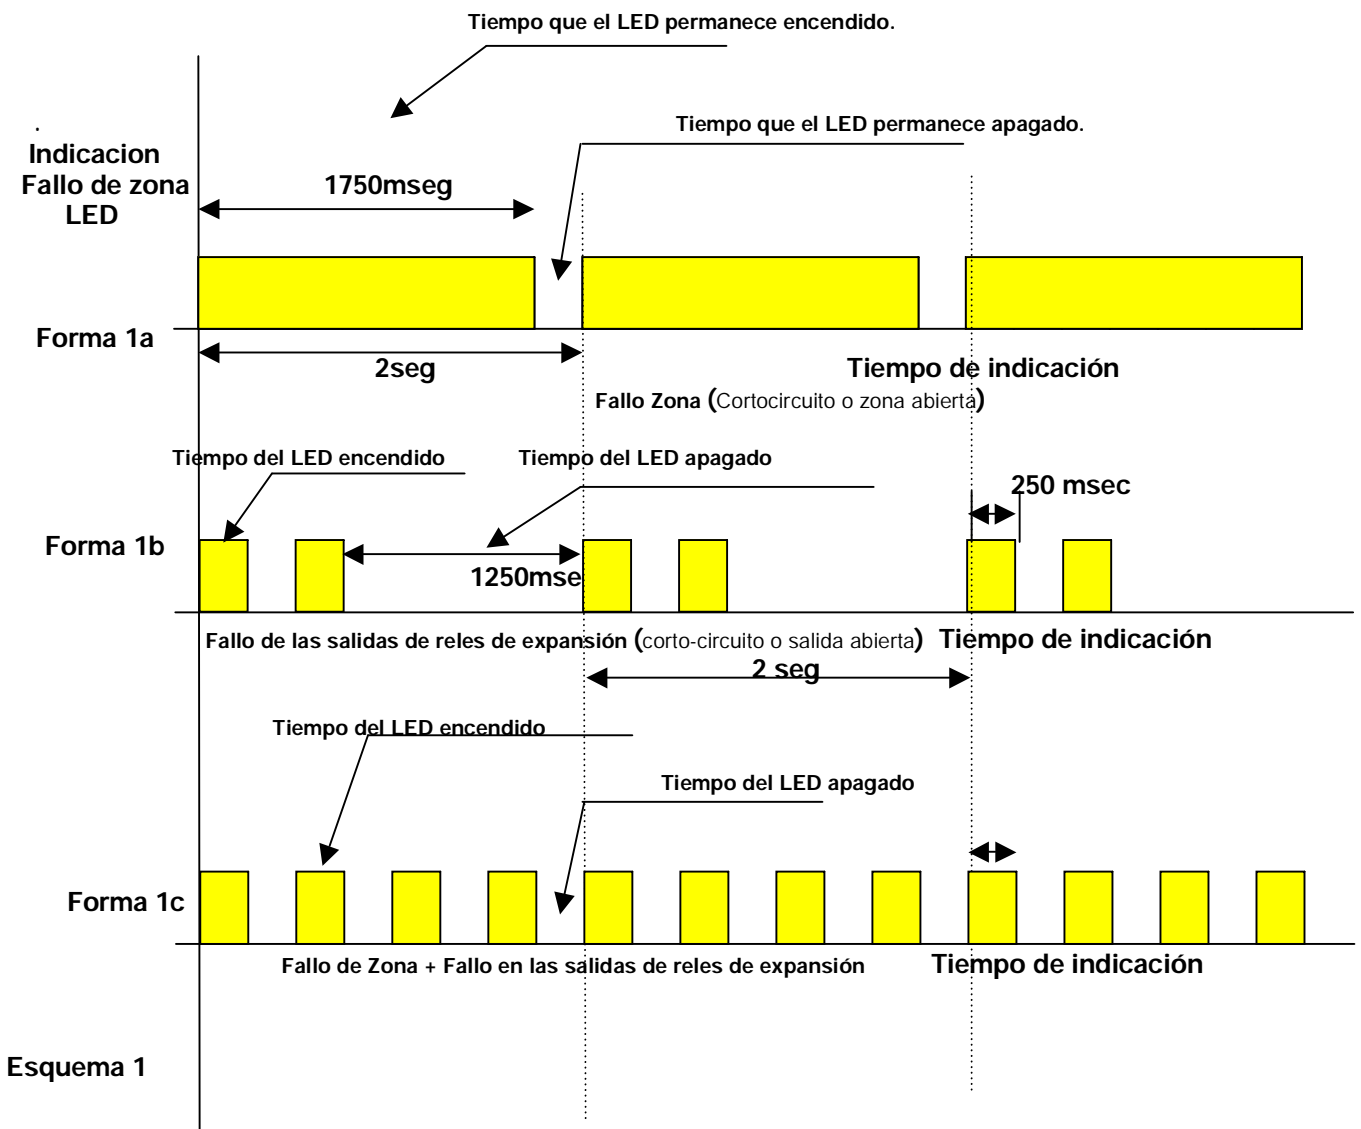 Tiempo que el LED permanece encendido.
Tiempo que el LED permanece apagado.
.
Indicacion
Fallo de zona
LED
1750mseg
Forma 1a
2seg
Tiempo de indicación
Fallo Zona (Cortocircuito o zona abierta)
Tiempo del LED encendido
Tiempo del LED apagado
250 msec
Forma 1b
1250mse
Fallo de las salidas de reles de expansión (corto-circuito o salida abierta)
Tiempo de indicación
2 seg
Tiempo del LED encendido
Tiempo del LED apagado
Forma 1c
Fallo de Zona + Fallo en las salidas de reles de expansión
Tiempo de indicación
Esquema 1